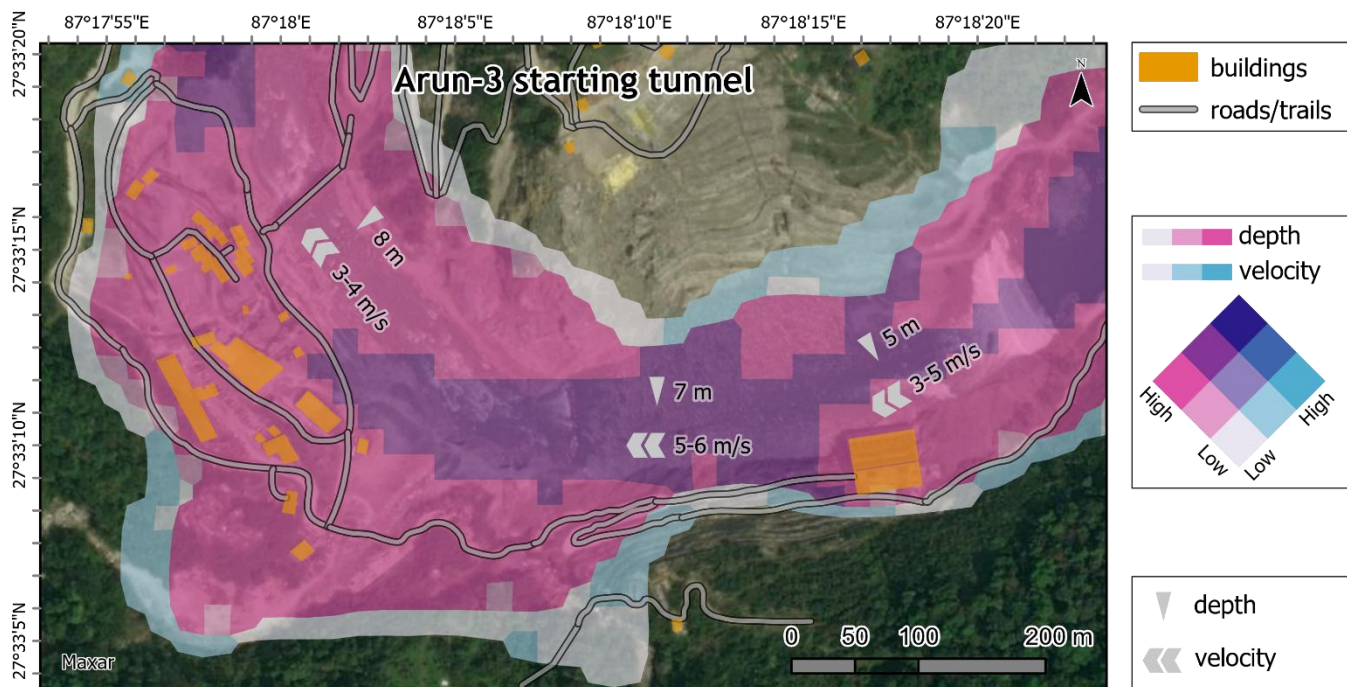 87°17'55"E
87°18'E
87°18'5"E
87°18'10"E
87°18'15"E
87°18'20"E
27°33'20"N
27°33'15"N
27°33'10"N
27°33'5"N
Arun-3 starting tunnel
N
8 m
3-4 m/s
7 m
5-6 m/s
5 m
3-5 m/s
Maxar
0 50 100 200 m
buildings
roads/trails
depth
velocity
High
High
Low
Low
depth
velocity